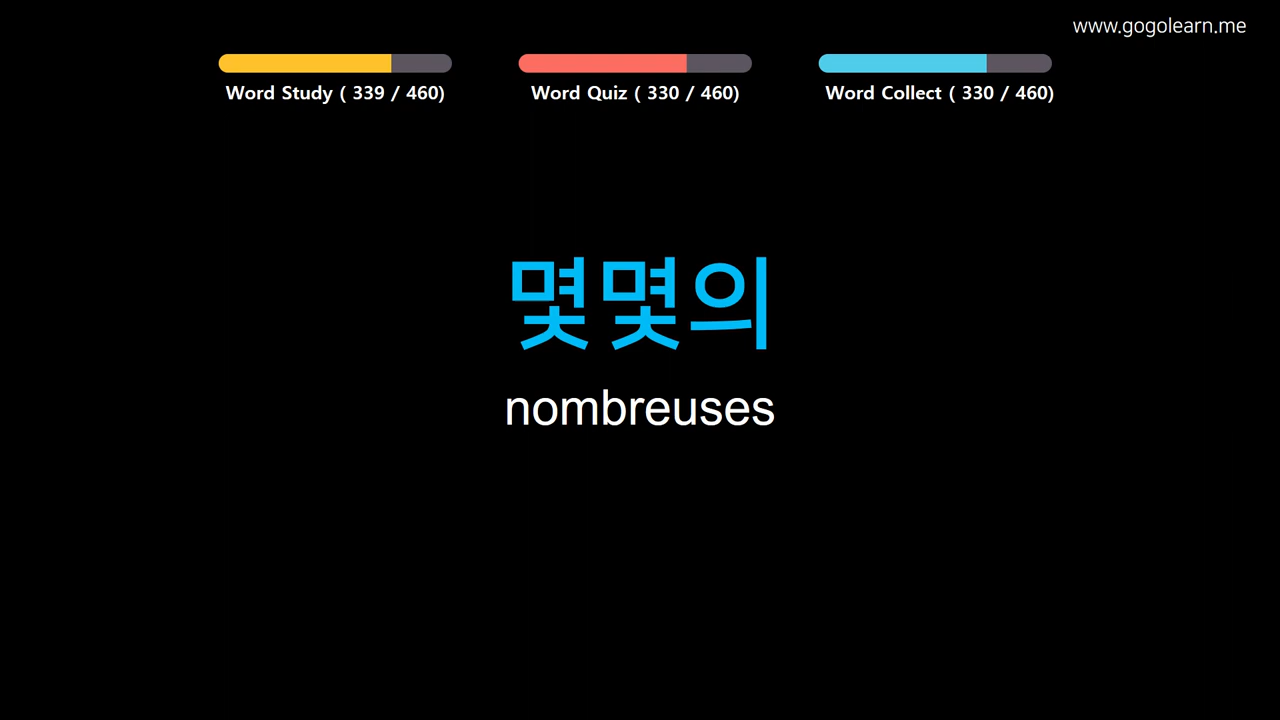 www.gogolearn.me
Word Study ( 339 / 460)
Word Quiz ( 330 / 460)
Word Collect ( 330 / 460)
몇몇의
nombreuses